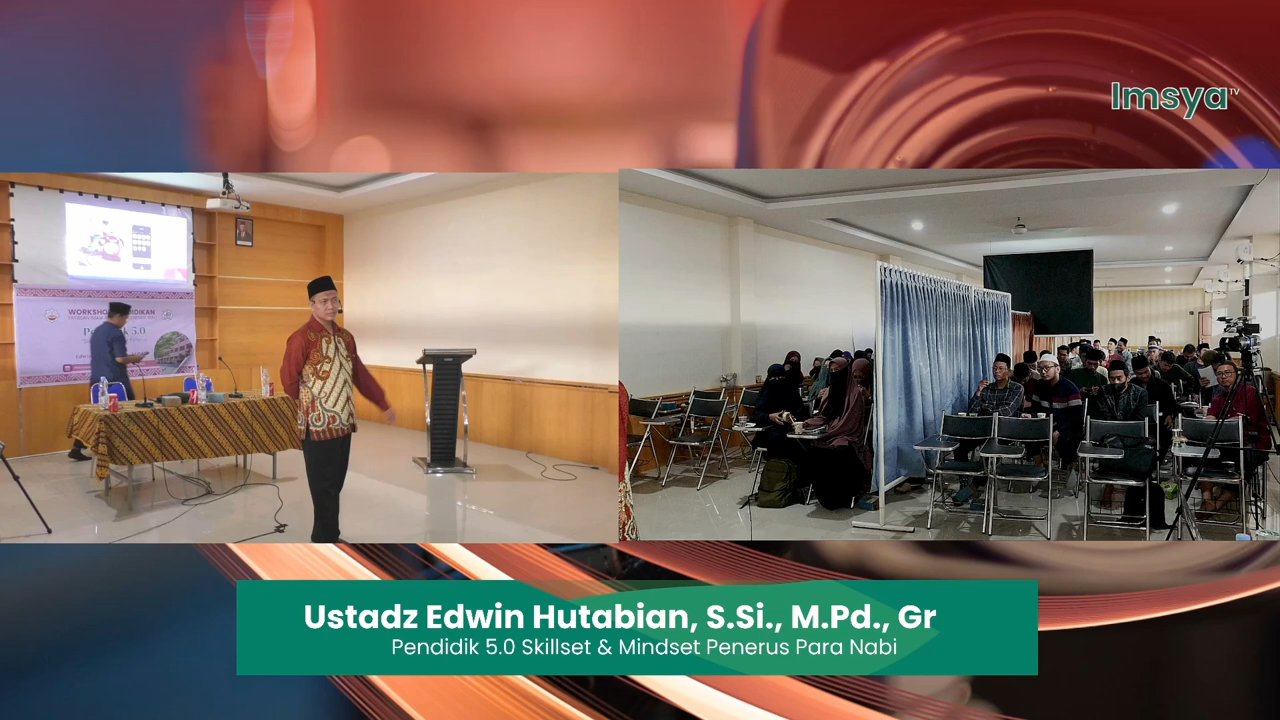 Imsya TV
WORKSHOP PENDIDIKAN
5.0
Ustadz Edwin Hutabian, S.Si., M.Pd., Gr
Pendidik 5.0 Skillset & Mindset Penerus Para Nabi